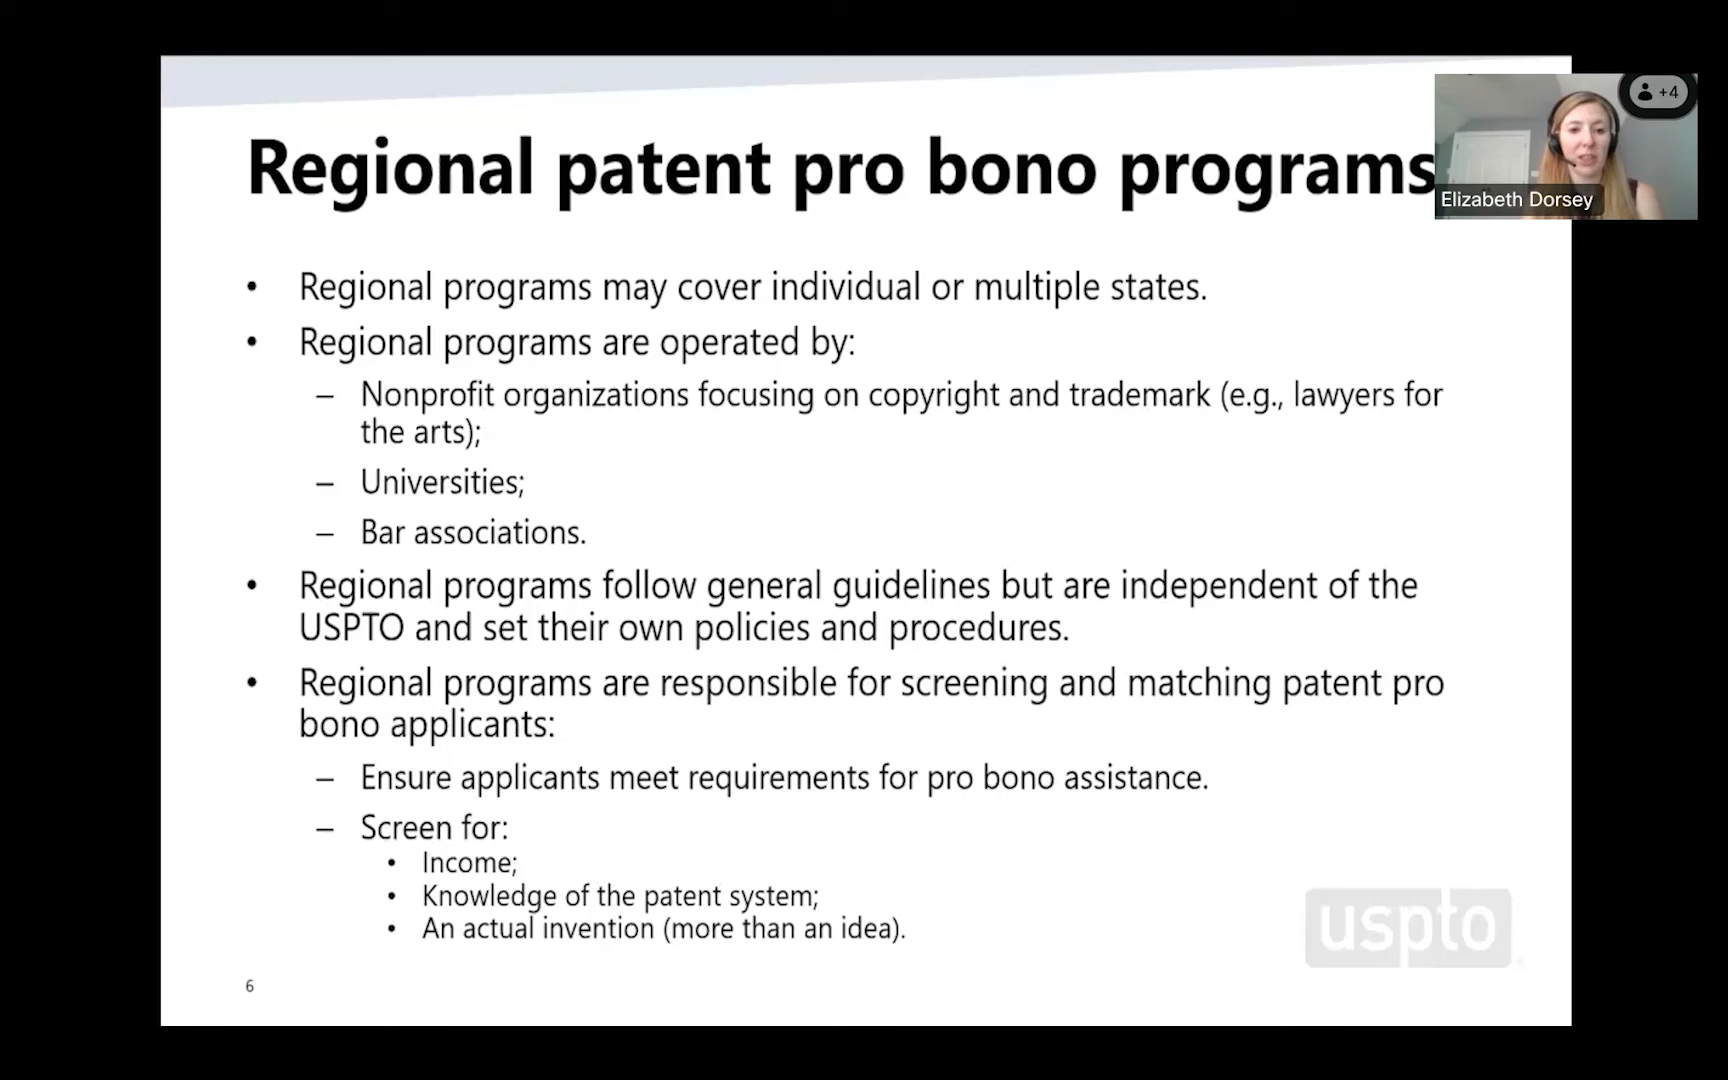 Regional patent pro bono programs
+4
Elizabeth Dorsey
• Regional programs may cover individual or multiple states.
• Regional programs are operated by:
– Nonprofit organizations focusing on copyright and trademark (e.g., lawyers for
the arts);
– Universities;
– Bar associations.
• Regional programs follow general guidelines but are independent of the
USPTO and set their own policies and procedures.
• Regional programs are responsible for screening and matching patent pro
bono applicants:
– Ensure applicants meet requirements for pro bono assistance.
– Screen for:
• Income;
• Knowledge of the patent system;
• An actual invention (more than an idea).
uspto
6